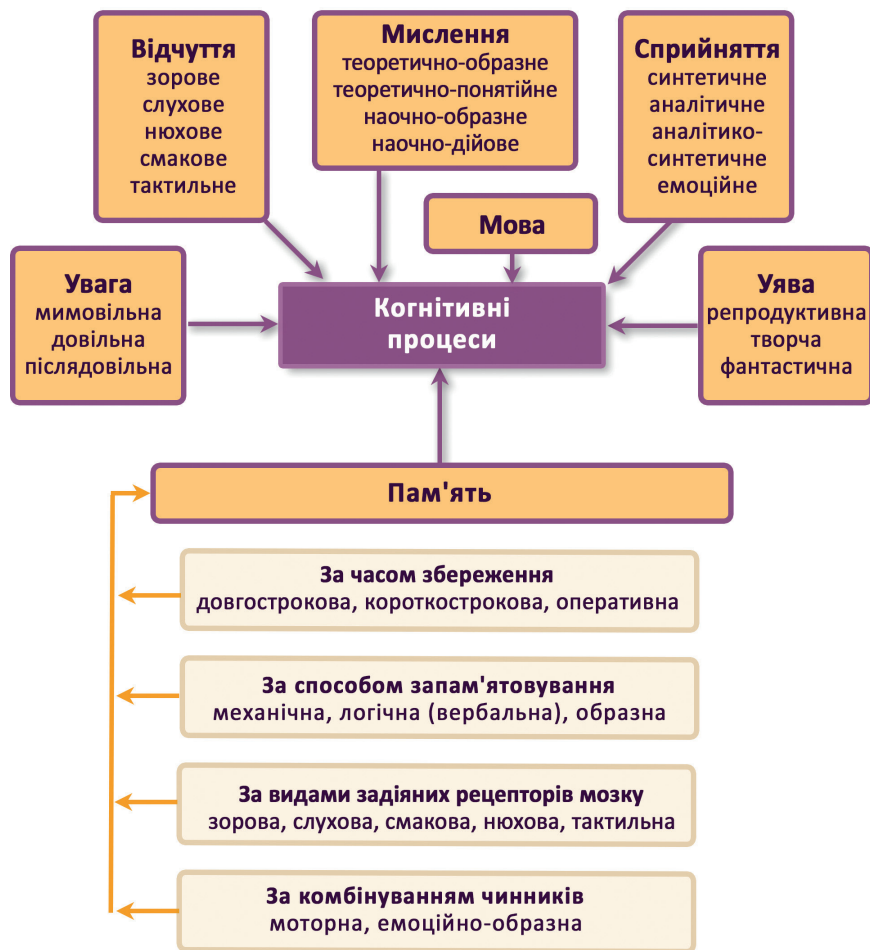 Відчуття
зорове
слухове
нюхове
смакове
тактильне
Мислення
теоретично-образне
теоретично-понятійне
наочно-образне
наочно-дійове
Сприйняття
синтетичне
аналітичне
аналітико-
синтетичне
емоційне
Мова
Увага
мимовільна
довільна
післядовільна
Когнітивні
процеси
Уява
репродуктивна
творча
фантастична
Пам'ять
За часом збереження
довгострокова, короткострокова, оперативна
За способом запам'ятовування
механічна, логічна (вербальна), образна
За видами задіяних рецепторів мозку
зорова, слухова, смакова, нюхова, тактильна
За комбінуванням чинників
моторна, емоційно-образна